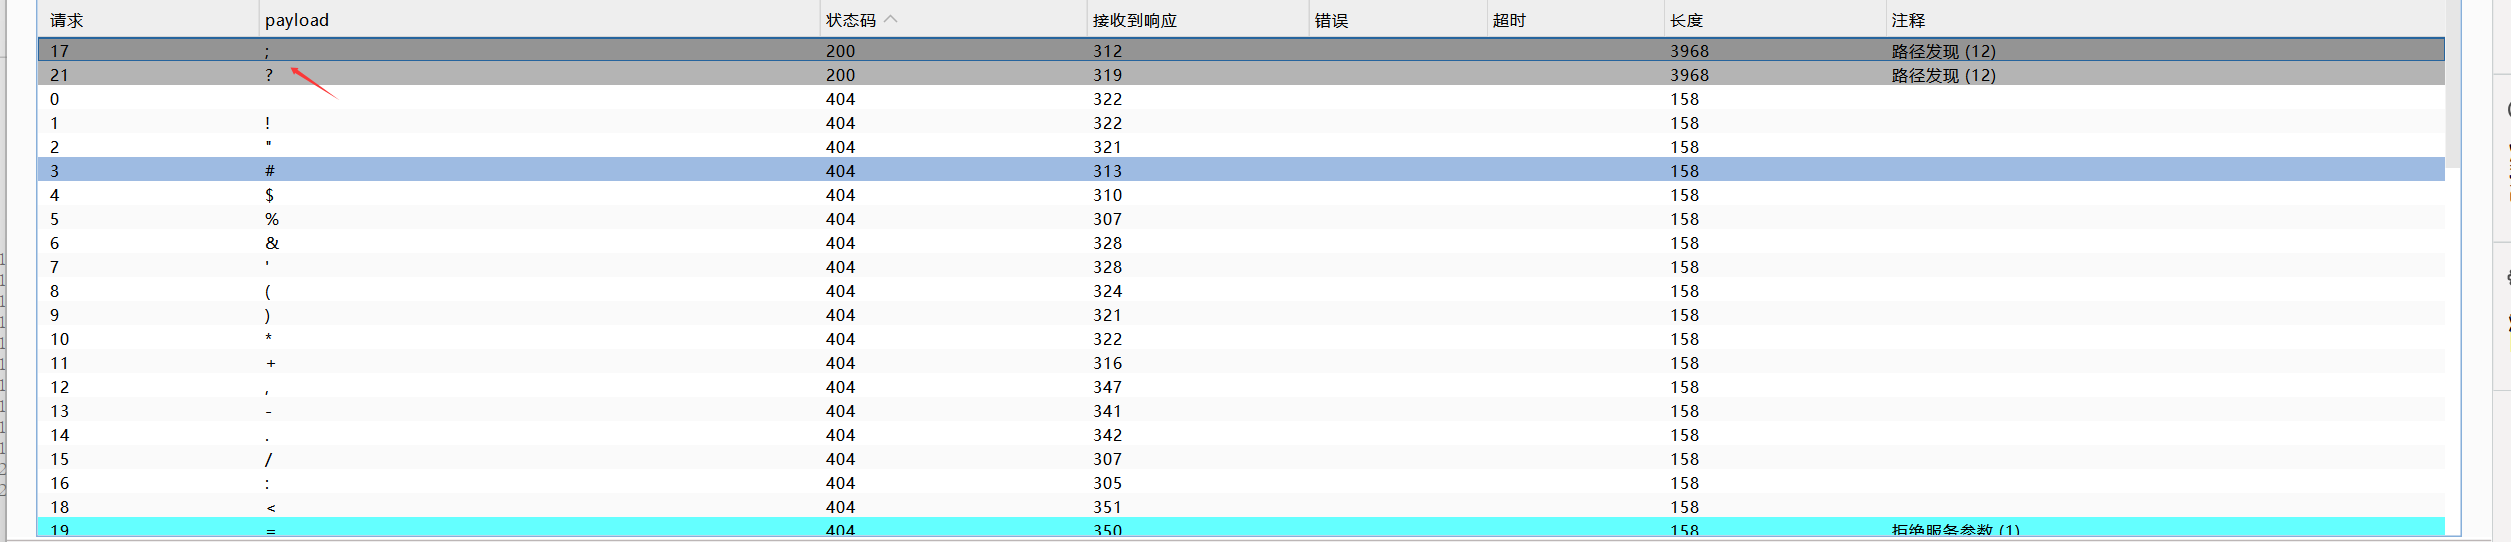 请求 payload 状态码 接收到响应 错误 超时 长度 注释
17 ; 200 312 3968 路径发现 (12)
21 ? 200 319 3968 路径发现 (12)
0 404 322 158
1 ! 404 322 158
2 " 404 321 158
3 # 404 313 158
4 $ 404 310 158
5 % 404 307 158
6 & 404 328 158
7 ' 404 328 158
8 ( 404 324 158
9 ) 404 321 158
10 * 404 322 158
11 + 404 316 158
12 , 404 347 158
13 - 404 341 158
14 . 404 342 158
15 / 404 307 158
16 : 404 305 158
18 < 404 351 158
19 = 404 350 158 拒绝服务参数 (1)